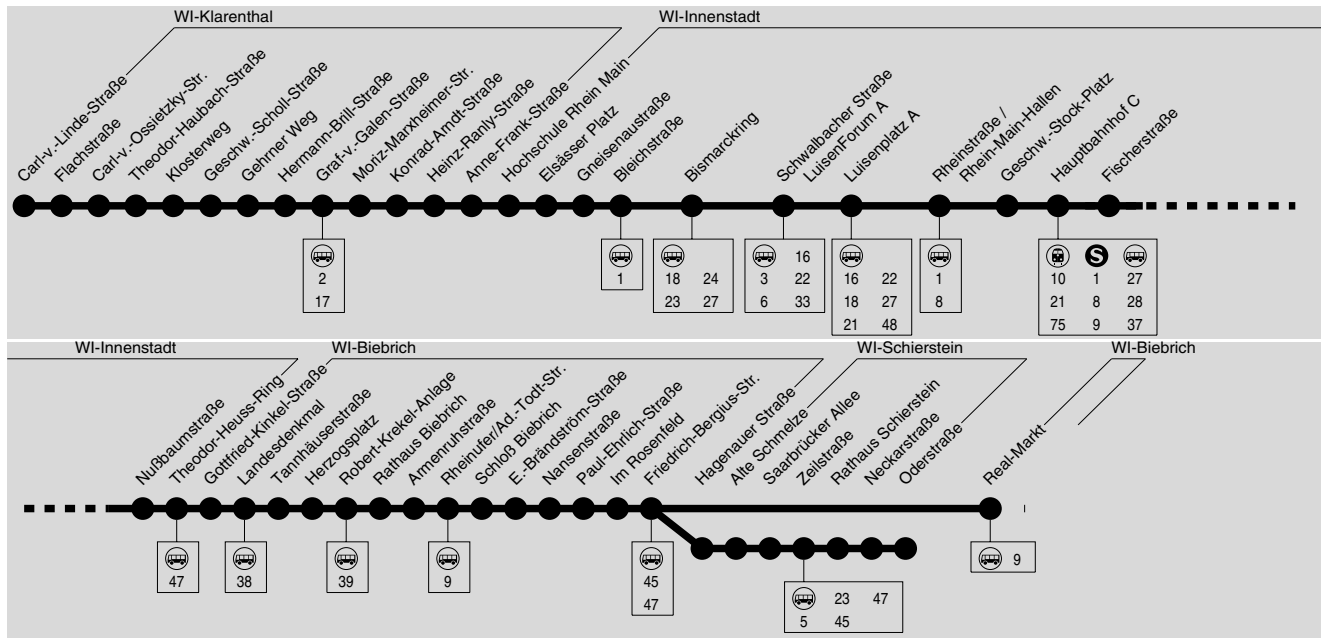 WI-Klarenthal
WI-Innenstadt
Carl-v.-Linde-Straße
Flachstraße
Carl-v.-Ossietzky-Str.
Theodor-Haubach-Straße
Klosterweg
Geschw.-Scholl-Straße
Gehrner Weg
Hermann-Brill-Straße
Graf-v.-Galen-Straße
Moriz-Marxheimer-Str.
Konrad-Arndt-Straße
Heinz-Ranly-Straße
Anne-Frank-Straße
Hochschule Rhein Main
Elsässer Platz
Gneisenaustraße
Bleichstraße
Bismarckring
Schwalbacher Straße
LuisenForum A
Luisenplatz A
Rheinstraße /
Rhein-Main-Hallen
Geschw.-Stock-Platz
Hauptbahnhof C
Fischerstraße
2
17
1
18 24
23 27
16
3 22
6 33
16 22
18 27
21 48
1
8
S
10 1 27
21 8 28
75 9 37
WI-Innenstadt
WI-Biebrich
WI-Schierstein
WI-Biebrich
Nußbaumstraße
Theodor-Heuss-Ring
Gottfried-Kinkel-Straße
Landesdenkmal
Tannhäuserstraße
Herzogsplatz
Robert-Krekel-Anlage
Rathaus Biebrich
Armenruhstraße
Rheinufer/Ad.-Todt-Str.
Schloß Biebrich
E.-Brändström-Straße
Nansenstraße
Paul-Ehrlich-Straße
Im Rosenfeld
Friedrich-Bergius-Str.
Hagenauer Straße
Alte Schmelze
Saarbrücker Allee
Zeilstraße
Rathaus Schierstein
Neckarstraße
Oderstraße
Real-Markt
47
38
39
9
45
47
23 47
5 45
9